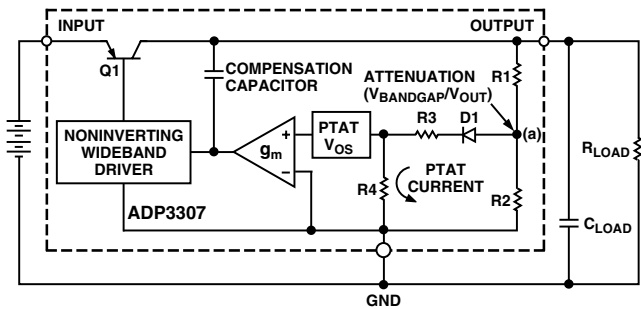 INPUT
OUTPUT
Q1
COMPENSATION
CAPACITOR
ATTENUATION
(VBANDGAP/VOUT)
R1
NONINVERTING
WIDEBAND
DRIVER
gm
+
−
PTAT
VOS
R3
D1
(a)
R4
PTAT
CURRENT
R2
RLOAD
CLOAD
ADP3307
GND